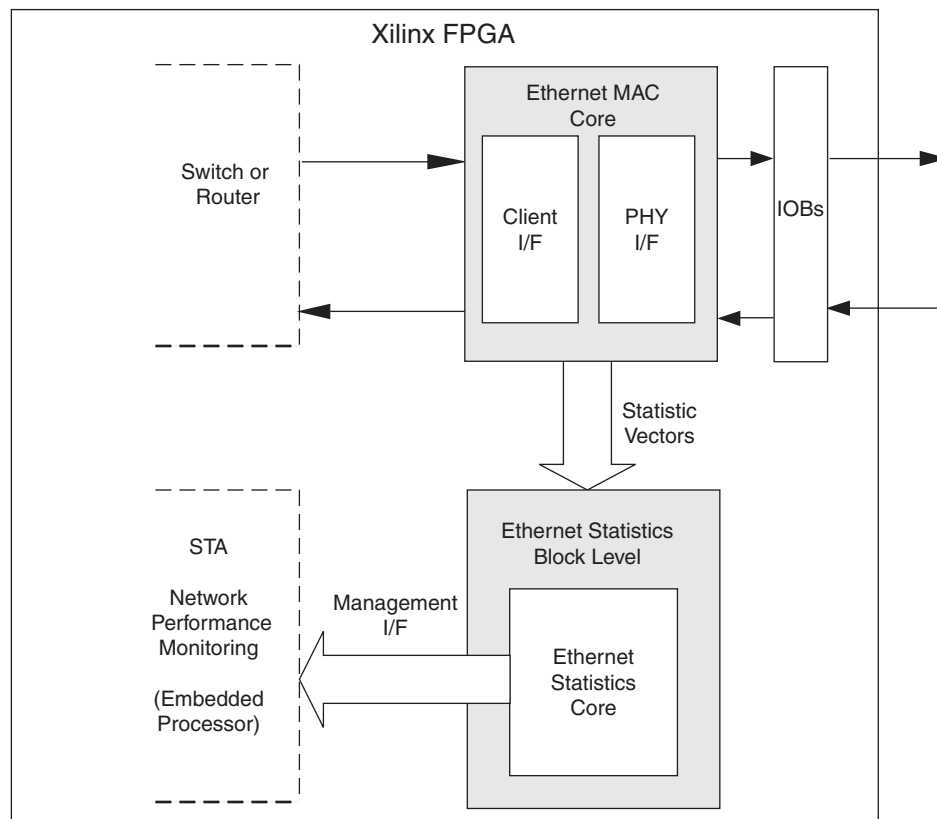 Xilinx FPGA
Switch or
Router
Ethernet MAC
Core
Client
I/F
PHY
I/F
IOBs
Statistic
Vectors
STA
Network
Performance
Monitoring
(Embedded
Processor)
Management
I/F
Ethernet Statistics
Block Level
Ethernet
Statistics
Core